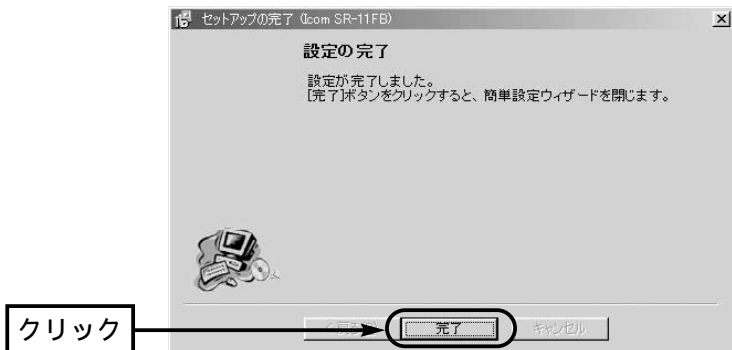 セットアップの完了 (Icom SR-11FB)
設定の完了
設定が完了しました。
[完了]ボタンをクリックすると、簡単設定ウィザードを閉じます。
クリック
完了
キャンセル